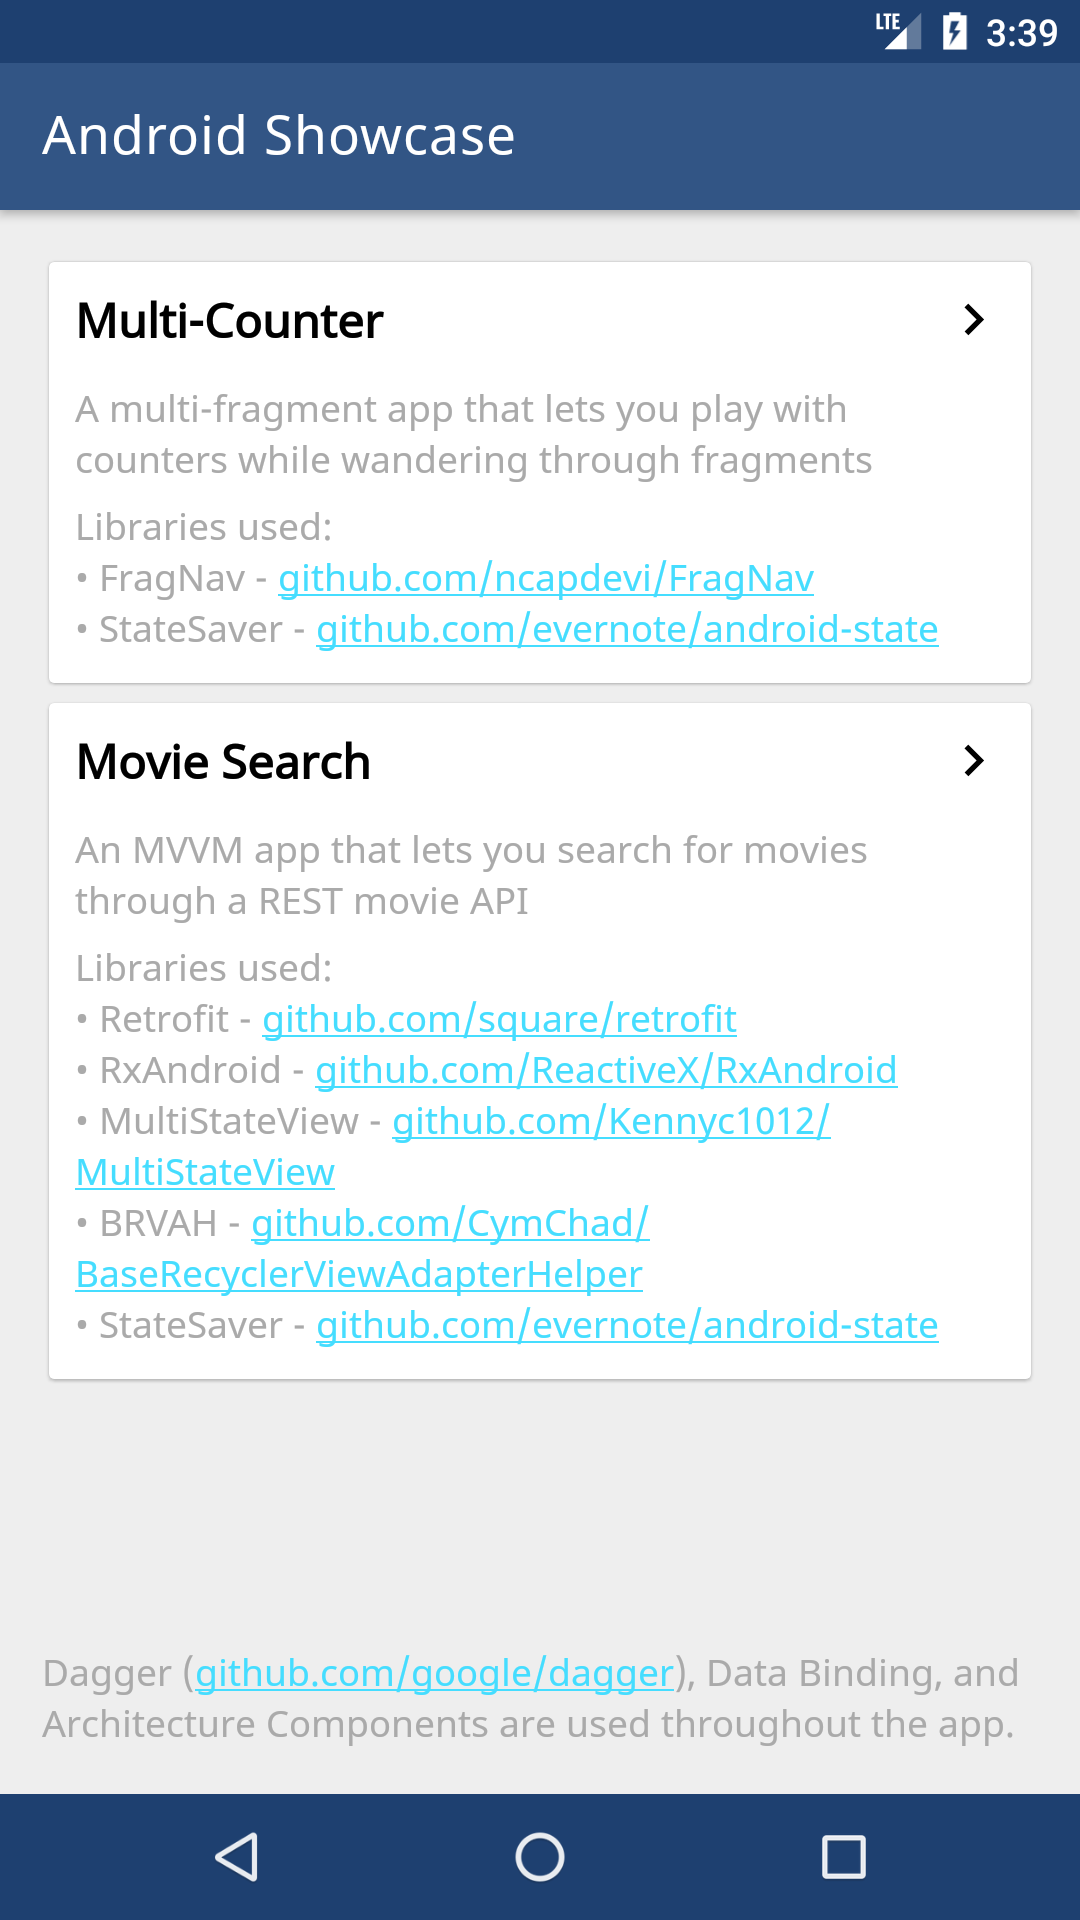 LTE 3:39
Android Showcase
Multi-Counter
A multi-fragment app that lets you play with
counters while wandering through fragments
Libraries used:
• FragNav - github.com/ncapdevi/FragNav
• StateSaver - github.com/evernote/android-state
Movie Search
An MVVM app that lets you search for movies
through a REST movie API
Libraries used:
• Retrofit - github.com/square/retrofit
• RxAndroid - github.com/ReactiveX/RxAndroid
• MultiStateView - github.com/Kennyc1012/
MultiStateView
• BRVAH - github.com/CymChad/
BaseRecyclerViewAdapterHelper
• StateSaver - github.com/evernote/android-state
Dagger (github.com/google/dagger), Data Binding, and
Architecture Components are used throughout the app.